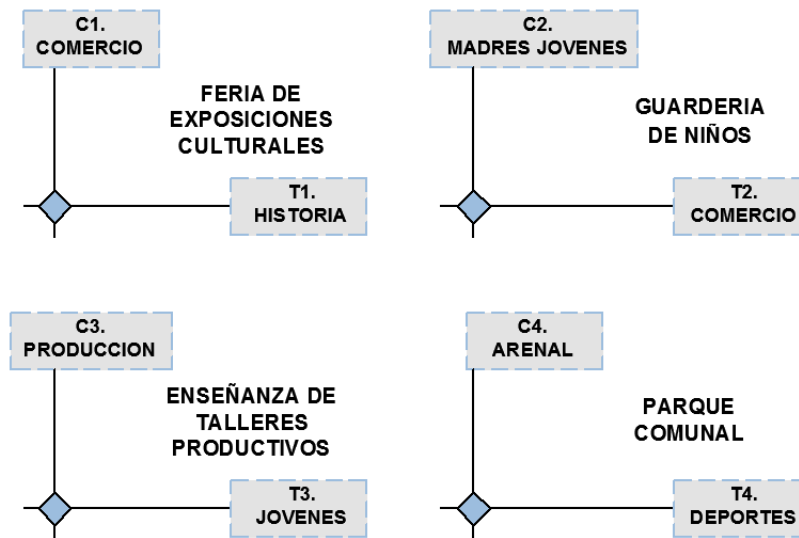 C1.
COMERCIO
FERIA DE
EXPOSICIONES
CULTURALES
T1.
HISTORIA
C2.
MADRES JOVENES
GUARDERIA
DE NIÑOS
T2.
COMERCIO
C3.
PRODUCCION
ENSEÑANZA DE
TALLERES
PRODUCTIVOS
T3.
JOVENES
C4.
ARENAL
PARQUE
COMUNAL
T4.
DEPORTES